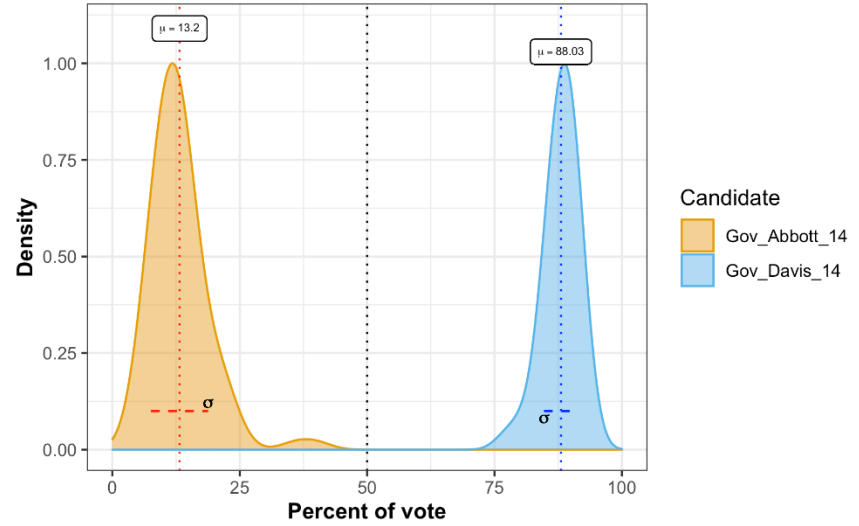 μ = 13.2
μ = 88.03
1.00
0.75
0.50
0.25
0.00
Density
σ
σ
0
25
50
75
100
Percent of vote
Candidate
Gov_Abbott_14
Gov_Davis_14